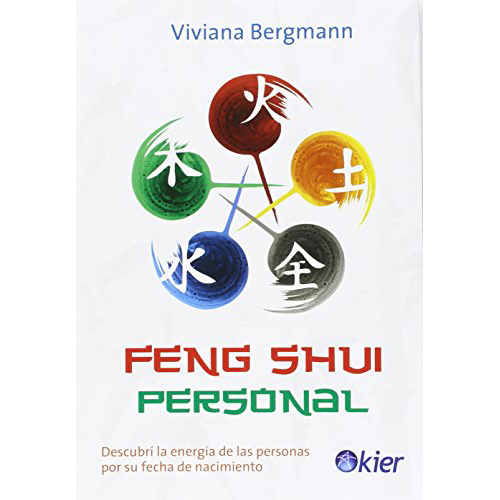 Viviana Bergmann
火
木
土
水
全
FENG SHUI
PERSONAL
Descubrí la energía de las personas
por su fecha de nacimiento
kier